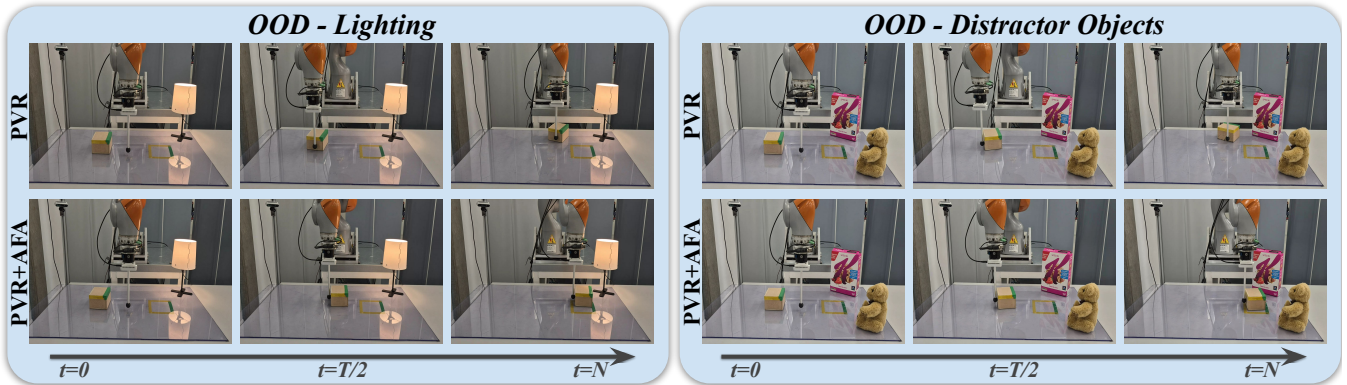 OOD - Lighting
PVR
PVR+AFA
t=0
t=T/2
t=N
OOD - Distractor Objects
PVR
PVR+AFA
t=0
t=T/2
t=N